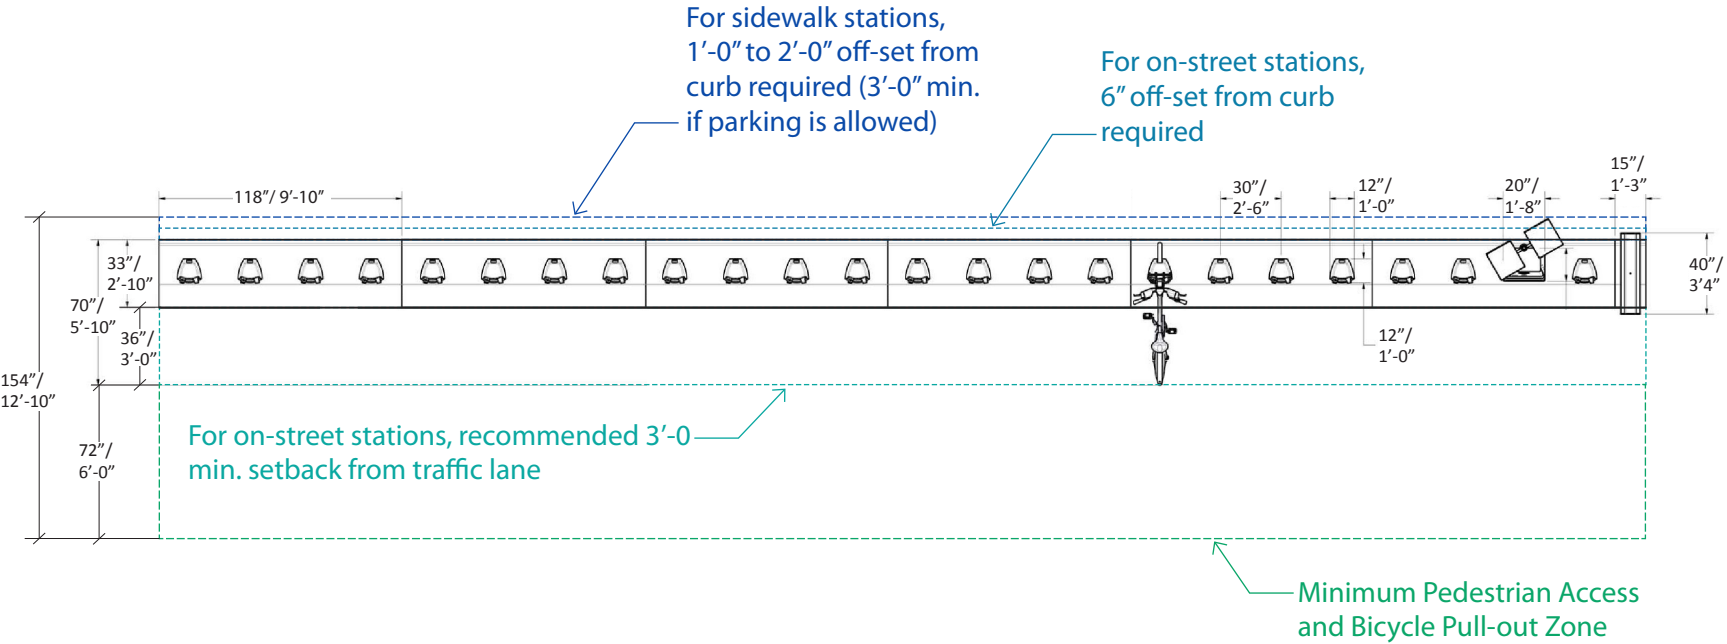 For sidewalk stations,
1’-0” to 2’-0” off-set from
curb required (3’-0” min.
if parking is allowed)
For on-street stations,
6” off-set from curb
required
118”/ 9’-10”
30”/
2’-6”
12”/
1’-0”
20”/
1’-8”
15”/
1’-3”
33”/
2’-10”
40”/
3’4”
70”/
5’-10”
36”/
3’-0”
12”/
1’-0”
154”/
12’-10”
For on-street stations, recommended 3’-0
min. setback from traffic lane
72”/
6’-0”
Minimum Pedestrian Access
and Bicycle Pull-out Zone